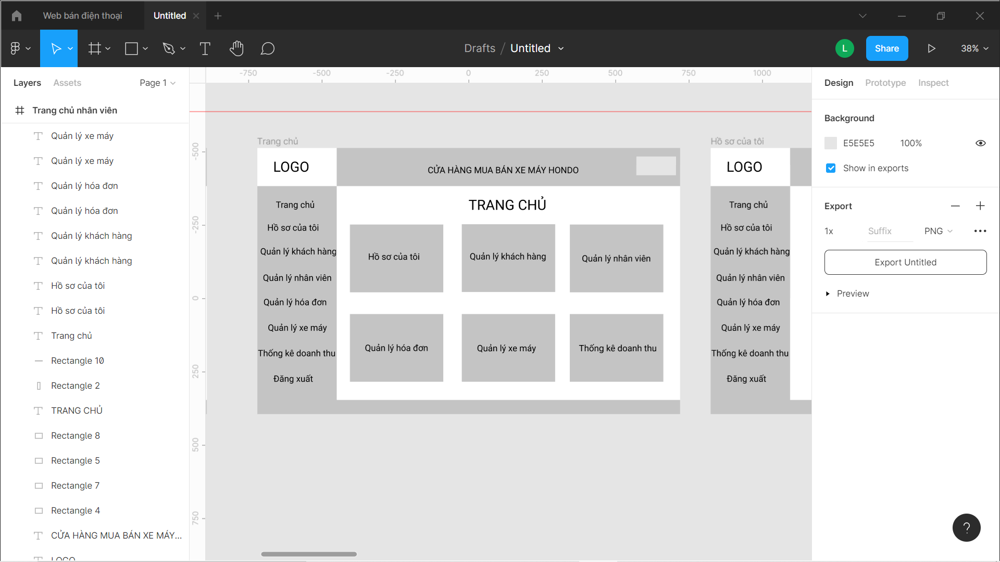 Web bán điện thoại
Untitled
Drafts / Untitled
L
Share
38%
Layers
Assets
Page 1
Trang chủ nhân viên
Quản lý xe máy
Quản lý xe máy
Quản lý hóa đơn
Quản lý hóa đơn
Quản lý khách hàng
Quản lý khách hàng
Hồ sơ của tôi
Hồ sơ của tôi
Trang chủ
Rectangle 10
Rectangle 2
TRANG CHỦ
Rectangle 8
Rectangle 5
Rectangle 7
Rectangle 4
CỬA HÀNG MUA BÁN XE MÁY...
LOGO
-750 -500 -250 0 250 500 750 1000
-500
-250
0
250
500
750
Trang chủ
LOGO
CỬA HÀNG MUA BÁN XE MÁY HONDO
Trang chủ
Hồ sơ của tôi
Quản lý khách hàng
Quản lý nhân viên
Quản lý hóa đơn
Quản lý xe máy
Thống kê doanh thu
Đăng xuất
TRANG CHỦ
Hồ sơ của tôi
Quản lý khách hàng
Quản lý nhân viên
Quản lý hóa đơn
Quản lý xe máy
Thống kê doanh thu
Hồ sơ của tôi
LOGO
Trang chủ
Hồ sơ của tôi
Quản lý khách hàng
Quản lý nhân viên
Quản lý hóa đơn
Quản lý xe máy
Thống kê doanh thu
Đăng xuất
Design
Prototype
Inspect
Background
E5E5E5 100%
Show in exports
Export
1x Suffix PNG
Export Untitled
Preview
?